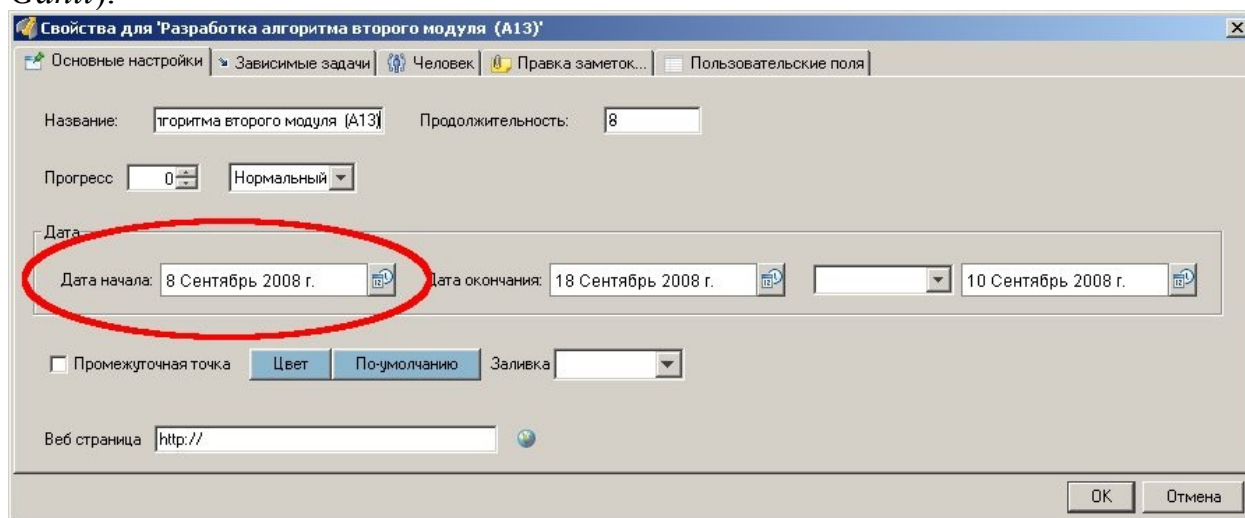 Gantt).
Свойства для 'Разработка алгоритма второго модуля (A13)'
Основные настройки Зависимые задачи Человек Правка заметок... Пользовательские поля
Название: горитма второго модуля (A13) Продолжительность: 8
Прогресс 0 Нормальный
Дата
Дата начала: 8 Сентябрь 2008 г. Дата окончания: 18 Сентябрь 2008 г. 10 Сентябрь 2008 г.
Промежуточная точка Цвет По-умолчанию Заливка
Веб страница http://
OK Отмена